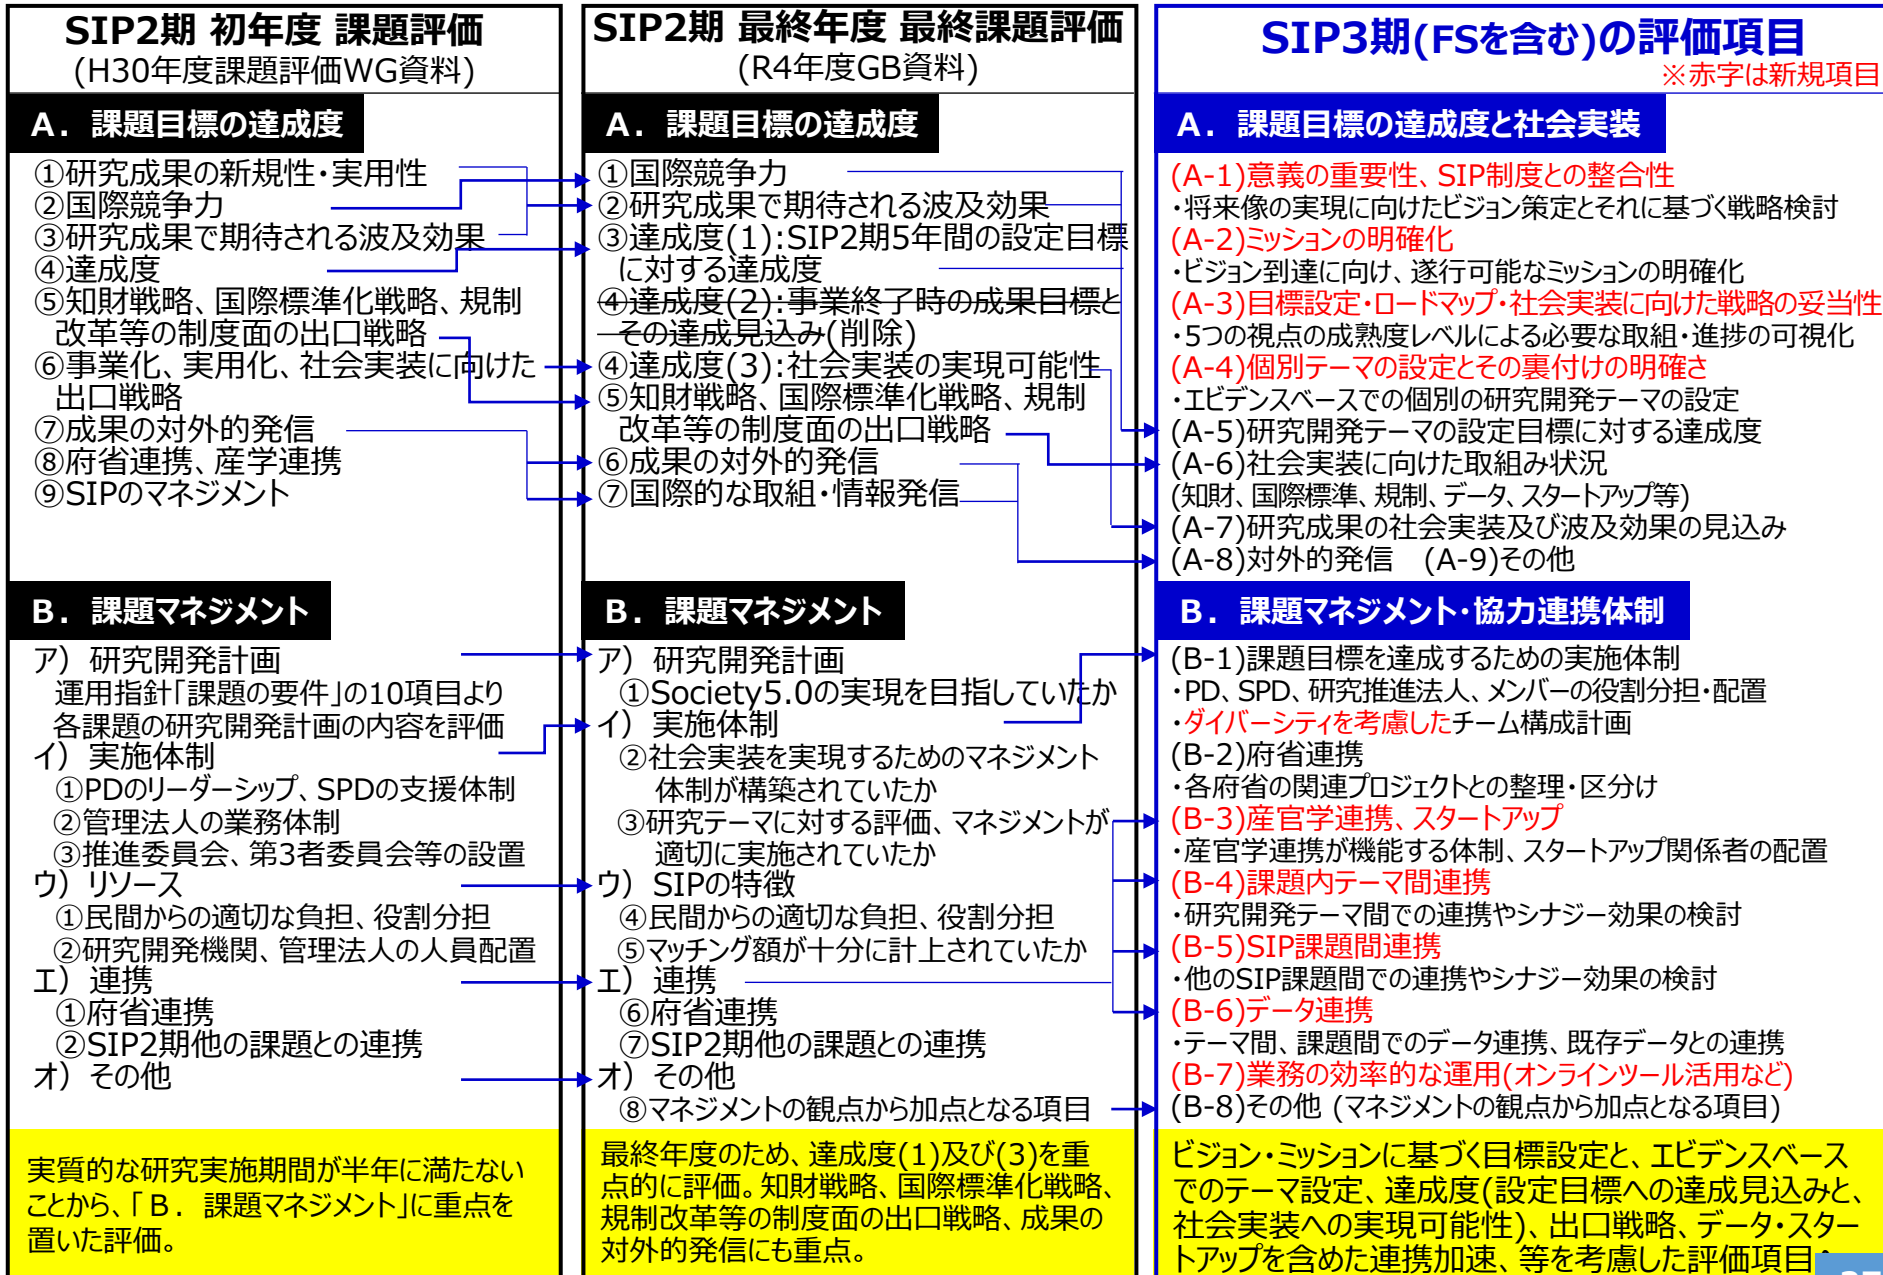 SIP2期 初年度 課題評価
(H30年度課題評価WG資料)
A. 課題目標の達成度
①研究成果の新規性・実用性
②国際競争力
③研究成果で期待される波及効果
④達成度
⑤知財戦略、国際標準化戦略、規制
改革等の制度面の出口戦略
⑥事業化、実用化、社会実装に向けた
出口戦略
⑦成果の対外的発信
⑧府省連携、産学連携
⑨SIPのマネジメント
B. 課題マネジメント
ア) 研究開発計画
運用指針「課題の要件」の10項目より
各課題の研究開発計画の内容を評価
イ) 実施体制
①PDのリーダーシップ、SPDの支援体制
②管理法人の業務体制
③推進委員会、第3者委員会等の設置
ウ) リソース
①民間からの適切な負担、役割分担
②研究開発機関、管理法人の人員配置
エ) 連携
①府省連携
②SIP2期他の課題との連携
オ) その他
実質的な研究実施期間が半年に満たない
ことから、「B. 課題マネジメント」に重点を
置いた評価。
SIP2期 最終年度 最終課題評価
(R4年度GB資料)
A. 課題目標の達成度
①国際競争力
②研究成果で期待される波及効果
③達成度(1):SIP2期5年間の設定目標
に対する達成度
④達成度(2):事業終了時の成果目標と
その達成見込み(削除)
④達成度(3):社会実装の実現可能性
⑤知財戦略、国際標準化戦略、規制
改革等の制度面の出口戦略
⑥成果の対外的発信
⑦国際的な取組・情報発信
B. 課題マネジメント
ア) 研究開発計画
①Society5.0の実現を目指していたか
イ) 実施体制
②社会実装を実現するためのマネジメント
体制が構築されていたか
③研究テーマに対する評価、マネジメントが
適切に実施されていたか
ウ) SIPの特徴
④民間からの適切な負担、役割分担
⑤マッチング額が十分に計上されていたか
エ) 連携
⑥府省連携
⑦SIP2期他の課題との連携
オ) その他
⑧マネジメントの観点から加点となる項目
最終年度のため、達成度(1)及び(3)を重
点的に評価。知財戦略、国際標準化戦略、
規制改革等の制度面の出口戦略、成果の
対外的発信にも重点。
SIP3期(FSを含む)の評価項目
※赤字は新規項目
A. 課題目標の達成度と社会実装
(A-1)意義の重要性、SIP制度との整合性
・将来像の実現に向けたビジョン策定とそれに基づく戦略検討
(A-2)ミッションの明確化
・ビジョン到達に向け、遂行可能なミッションの明確化
(A-3)目標設定・ロードマップ・社会実装に向けた戦略の妥当性
・5つの視点の成熟度レベルによる必要な取組・進捗の可視化
(A-4)個別テーマの設定とその裏付けの明確さ
・エビデンスベースでの個別の研究開発テーマの設定
(A-5)研究開発テーマの設定目標に対する達成度
(A-6)社会実装に向けた取組み状況
(知財、国際標準、規制、データ、スタートアップ等)
(A-7)研究成果の社会実装及び波及効果の見込み
(A-8)対外的発信 (A-9)その他
B. 課題マネジメント・協力連携体制
(B-1)課題目標を達成するための実施体制
・PD、SPD、研究推進法人、メンバーの役割分担・配置
・ダイバーシティを考慮したチーム構成計画
(B-2)府省連携
・各府省の関連プロジェクトとの整理・区分け
(B-3)産官学連携、スタートアップ
・産官学連携が機能する体制、スタートアップ関係者の配置
(B-4)課題内テーマ間連携
・研究開発テーマ間での連携やシナジー効果の検討
(B-5)SIP課題間連携
・他のSIP課題間での連携やシナジー効果の検討
(B-6)データ連携
・テーマ間、課題間でのデータ連携、既存データとの連携
(B-7)業務の効率的な運用(オンラインツール活用など)
(B-8)その他 (マネジメントの観点から加点となる項目)
ビジョン・ミッションに基づく目標設定と、エビデンスベース
でのテーマ設定、達成度(設定目標への達成見込みと、
社会実装への実現可能性)、出口戦略、データ・スター
トアップを含めた連携加速、等を考慮した評価項目